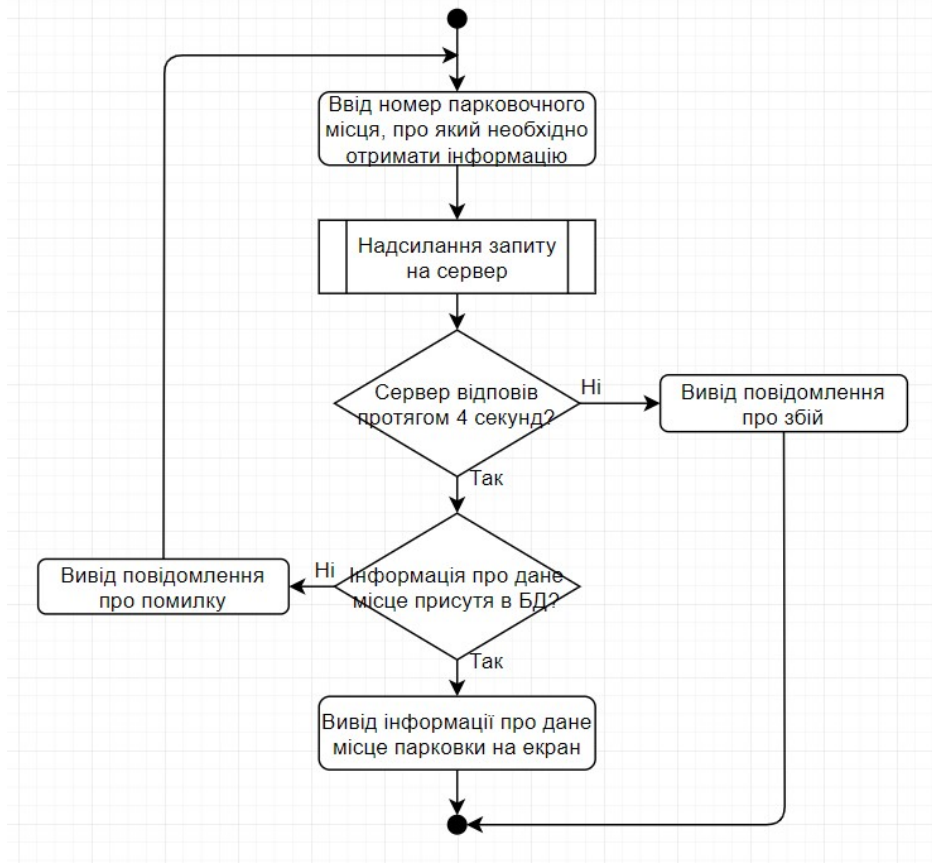 Ввід номер парковочного
місця, про який необхідно
отримати інформацію
Надсилання запиту
на сервер
Сервер відповів
протягом 4 секунд?
Ні
Вивід повідомлення
про збій
Так
Інформація про дане
місце присутя в БД?
Ні
Вивід повідомлення
про помилку
Так
Вивід інформації про дане
місце парковки на екран